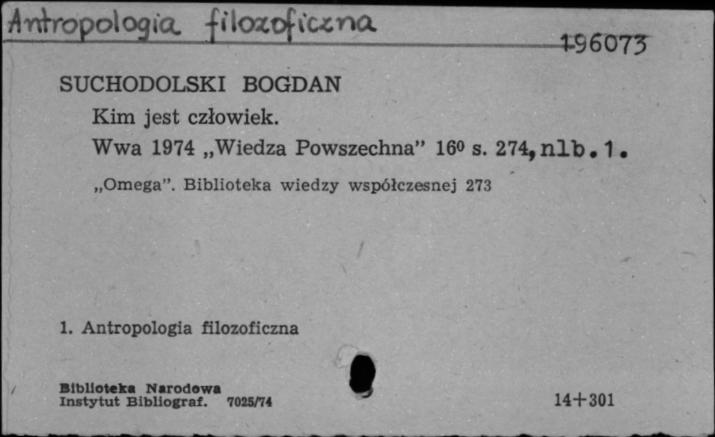 Antropologia filozoficzna
196073
SUCHODOLSKI BOGDAN
Kim jest człowiek.
Wwa 1974 „Wiedza Powszechna” 16⁰ s. 274, nlb. 1.
„Omega”. Biblioteka wiedzy współczesnej 273
1. Antropologia filozoficzna
Biblioteka Narodowa
Instytut Bibliograf. 7025/74
14+301